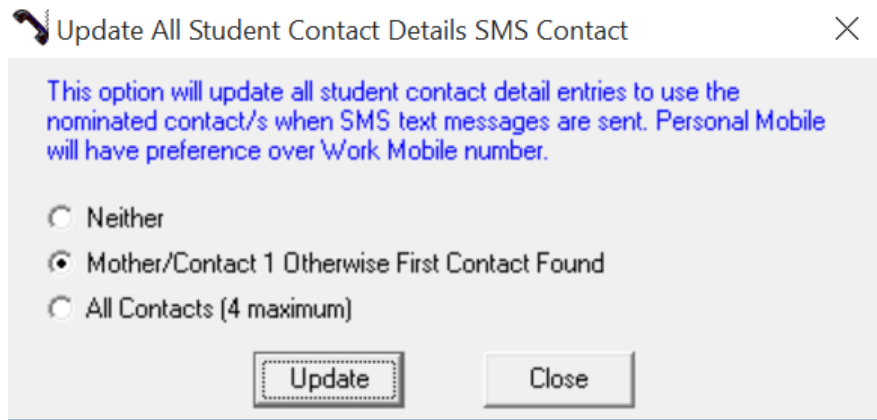 Update All Student Contact Details SMS Contact
This option will update all student contact detail entries to use the
nominated contact/s when SMS text messages are sent. Personal Mobile
will have preference over Work Mobile number.
Neither
Mother/Contact 1 Otherwise First Contact Found
All Contacts (4 maximum)
Update Close